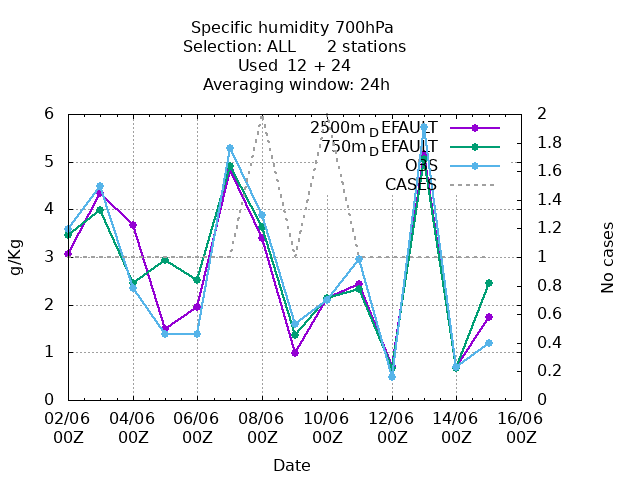 Specific humidity 700hPa
Selection: ALL 2 stations
Used 12 + 24
Averaging window: 24h
6 2
2500m_DEFAULT
1.8
750m_DEFAULT
5
OBS
1.6
CASES
4 1.4
1.2
3 1
g/Kg
No cases
0.8
2
0.6
1 0.4
0.2
0 0
02/06 04/06 06/06 08/06 10/06 12/06 14/06 16/06
00Z 00Z 00Z 00Z 00Z 00Z 00Z 00Z
Date